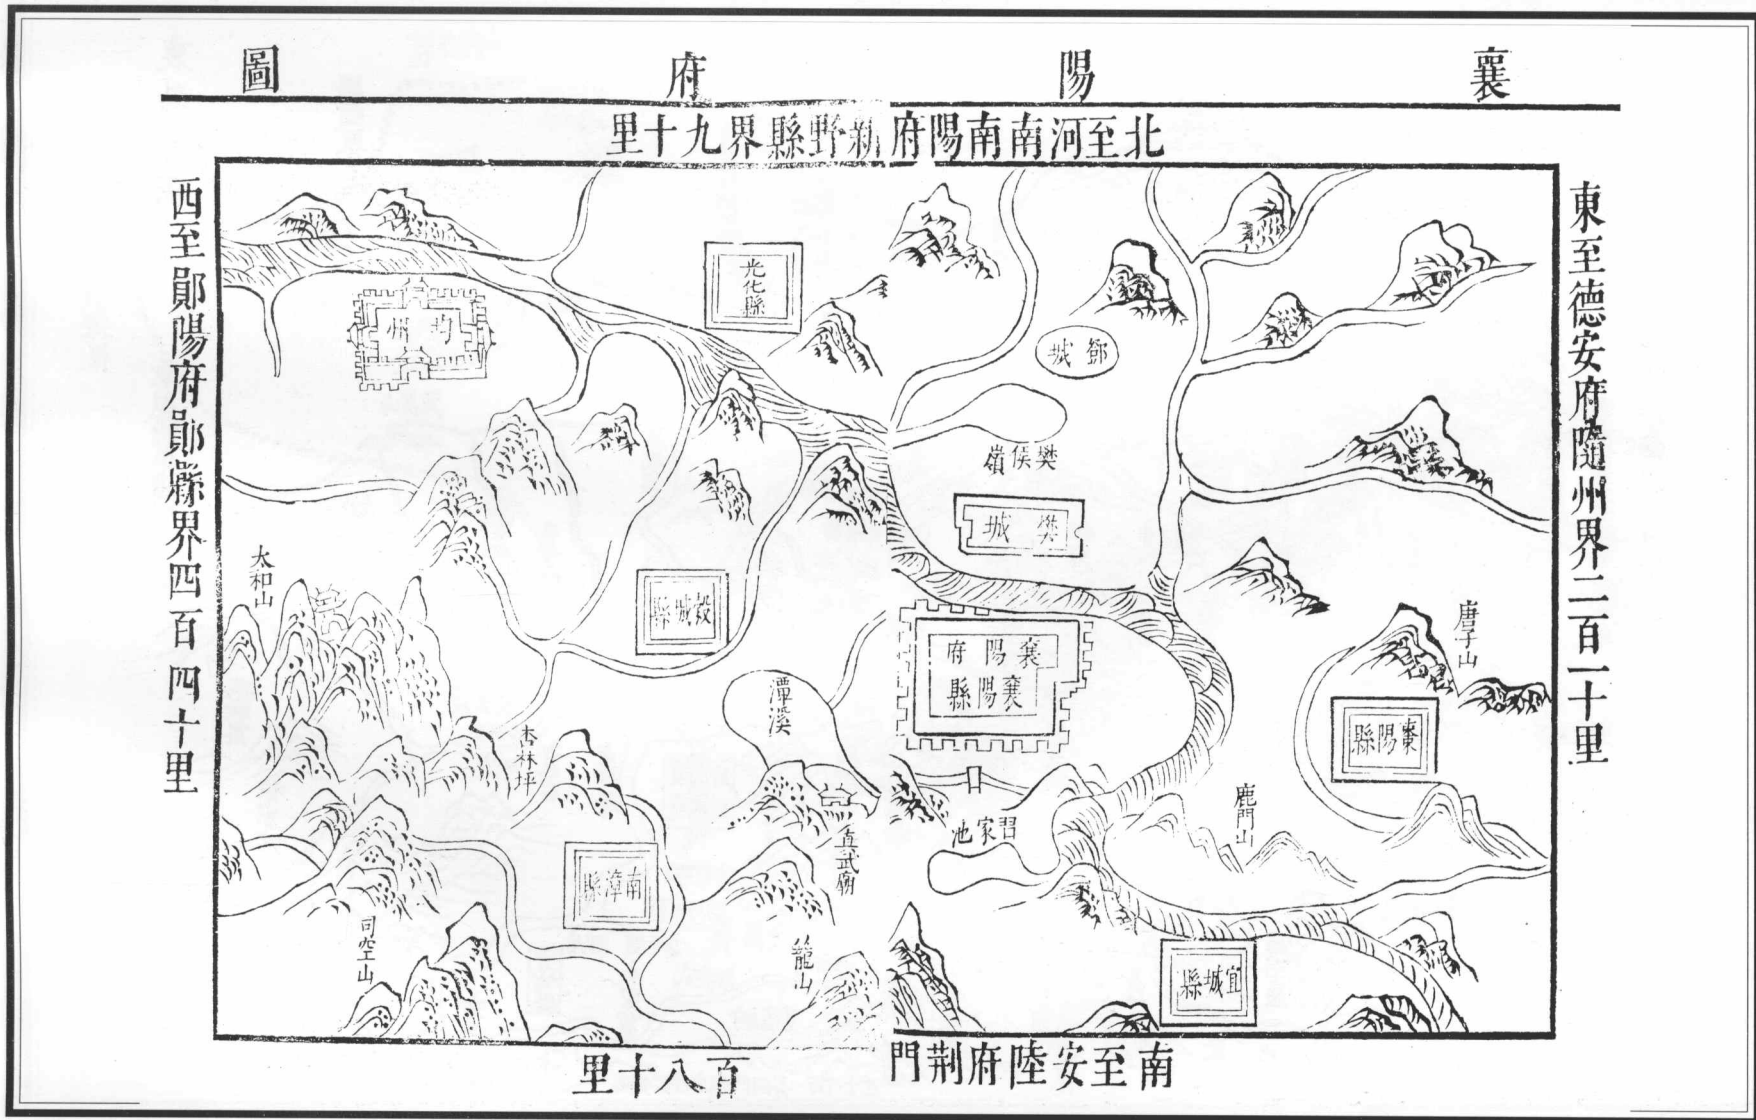 襄陽府圖
北至河南南陽府新野縣界九十里
東至德安府隨州界二百一十里
西至鄖陽府鄖縣界四百四十里
南至安陸府荆門
百八十里
光化縣
均州
鄧城
樊侯嶺
樊城
太和山
穀城縣
襄陽府
襄陽縣
唐子山
棗陽縣
潭溪
杏林坪
鹿門山
習家池
真武廟
南漳縣
司空山
龍山
宜城縣